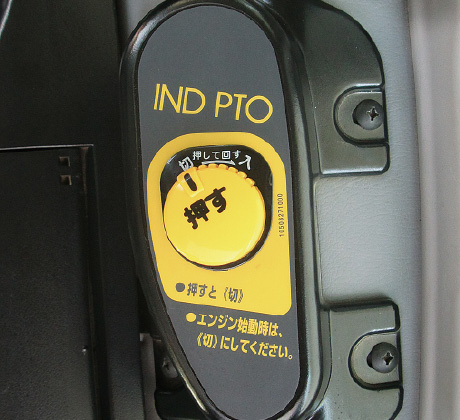 IND PTO
切 押して回す 入
押す
●押すと《切》
●エンジン始動時は、
《切》にしてください。